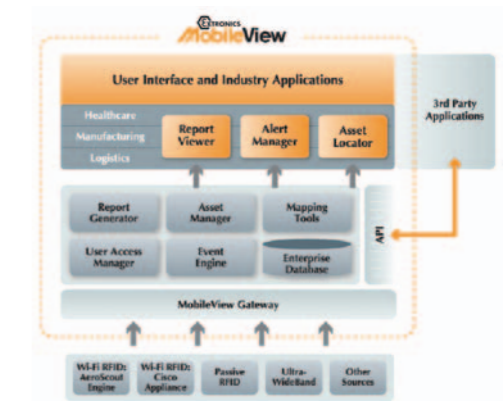 EXTRONICS
MobileView
User Interface and Industry Applications
3rd Party
Applications
Healthcare
Manufacturing
Logistics
Report
Viewer
Alert
Manager
Asset
Locator
Report
Generator
Asset
Manager
Mapping
Tools
User Access
Manager
Event
Engine
Enterprise
Database
API
MobileView Gateway
Wi-Fi RFID:
AeroScout
Engine
Wi-Fi RFID:
Cisco
Appliance
Passive
RFID
Ultra-
WideBand
Other
Sources